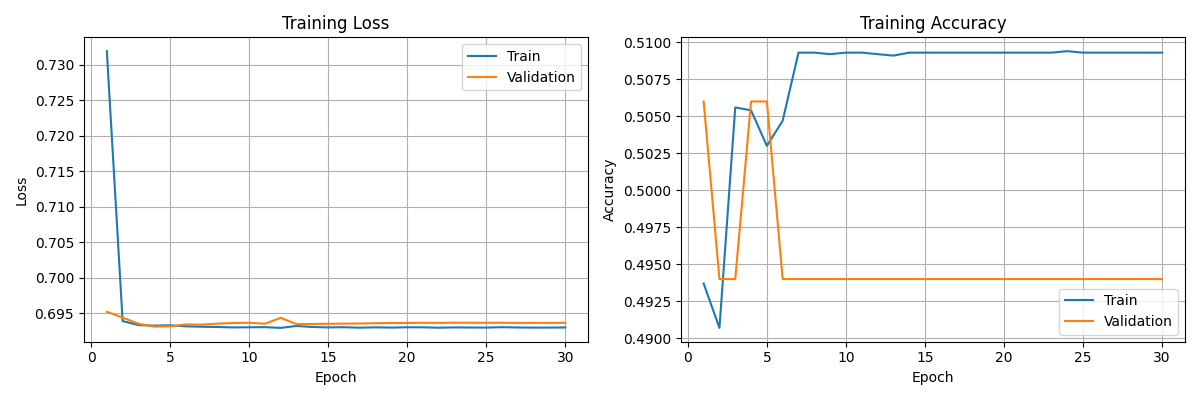 Training Loss
Train
Validation
0.730
0.725
0.720
0.715
0.710
0.705
0.700
0.695
Loss
0 5 10 15 20 25 30
Epoch
Training Accuracy
0.5100
0.5075
0.5050
0.5025
0.5000
0.4975
0.4950
0.4925
0.4900
Accuracy
Train
Validation
0 5 10 15 20 25 30
Epoch